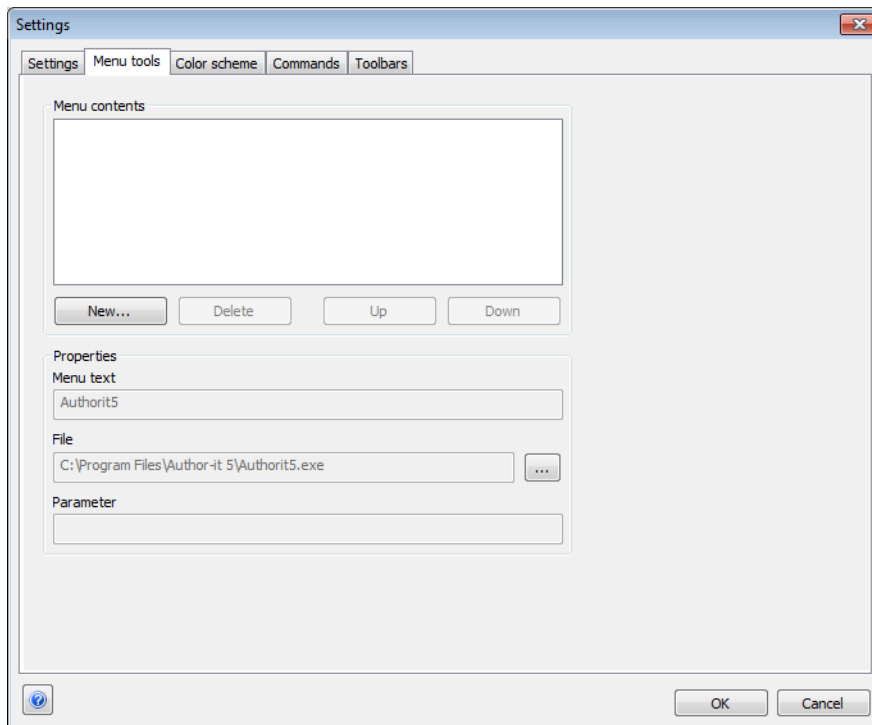 Settings
Settings Menu tools Color scheme Commands Toolbars
Menu contents
New... Delete Up Down
Properties
Menu text
Authorit5
File
C:\Program Files\Author-it 5\Authorit5.exe ...
Parameter
OK Cancel